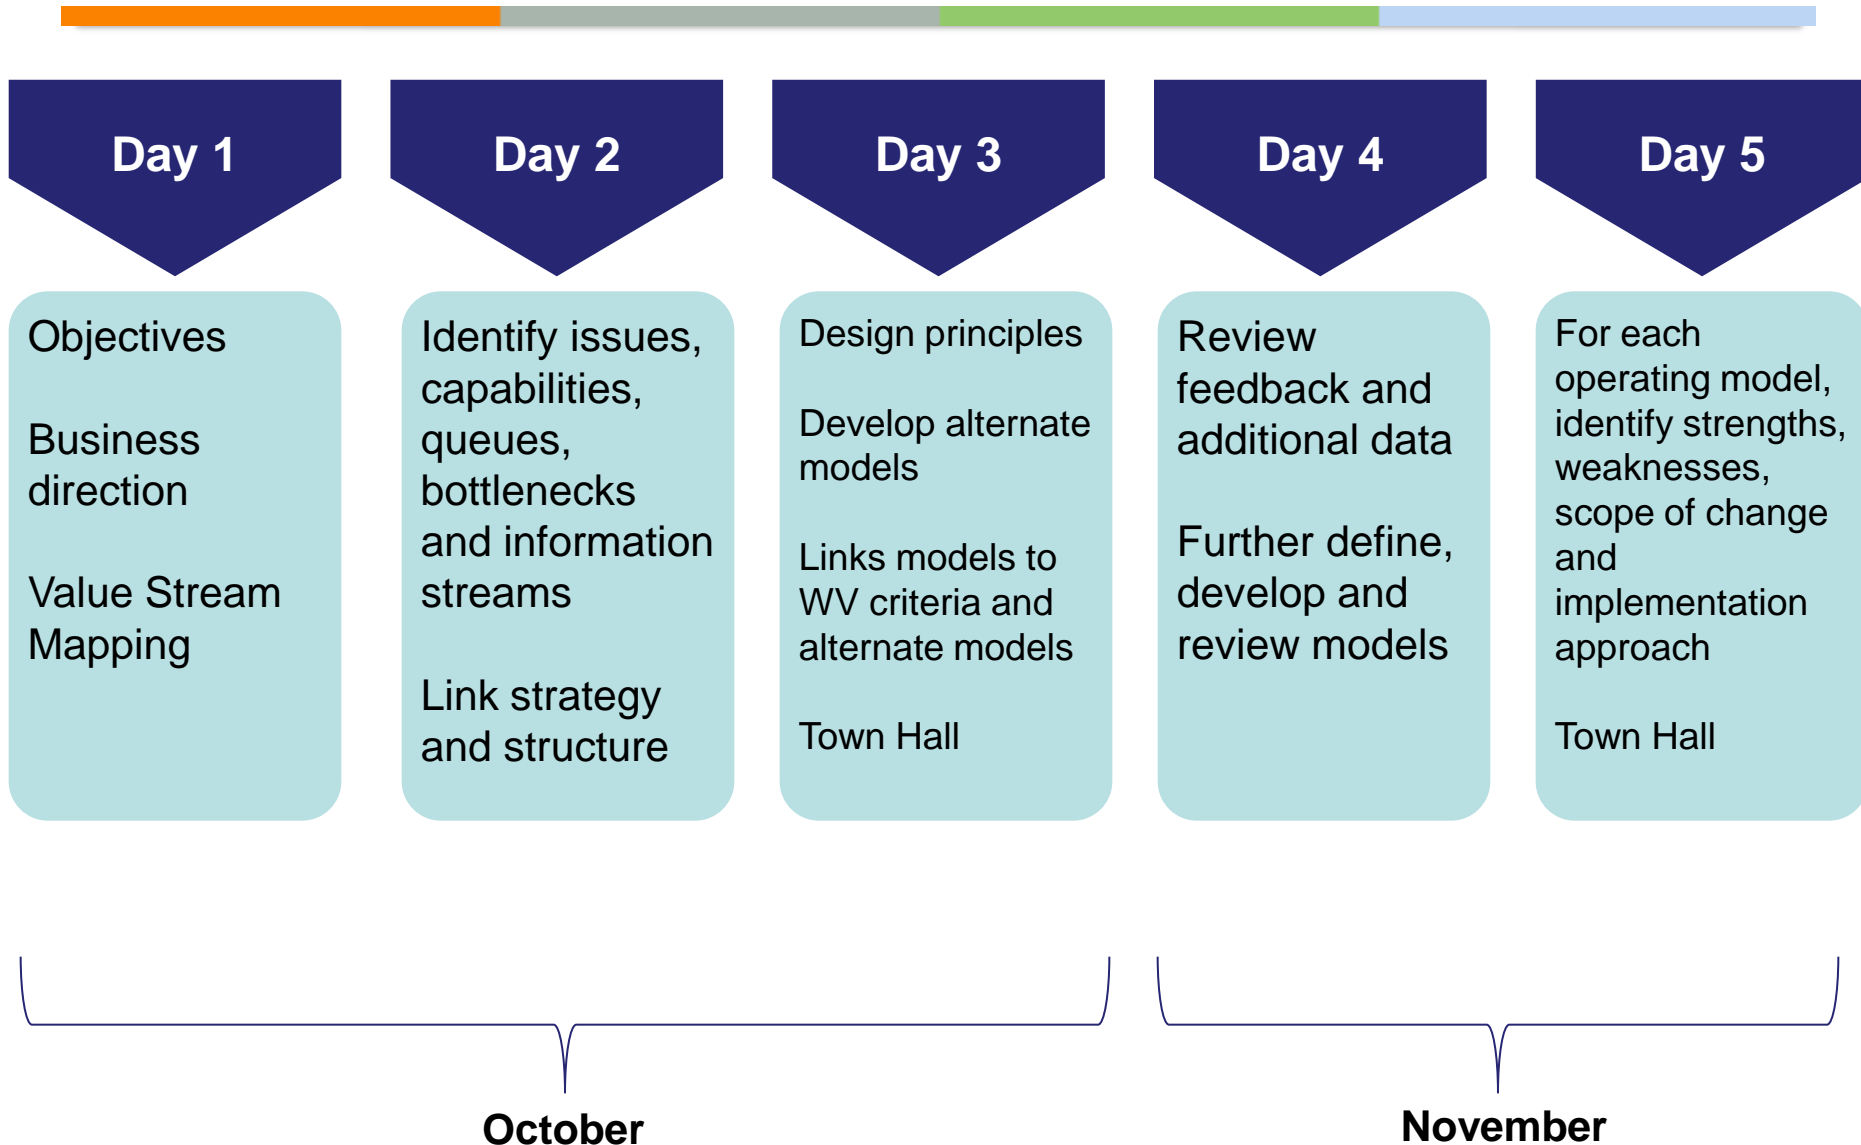 Day 1
Day 2
Day 3
Day 4
Day 5
Objectives
Business
direction
Value Stream
Mapping
Identify issues,
capabilities,
queues,
bottlenecks
and information
streams
Link strategy
and structure
Design principles
Develop alternate
models
Links models to
WV criteria and
alternate models
Town Hall
Review
feedback and
additional data
Further define,
develop and
review models
For each
operating model,
identify strengths,
weaknesses,
scope of change
and
implementation
approach
Town Hall
October
November